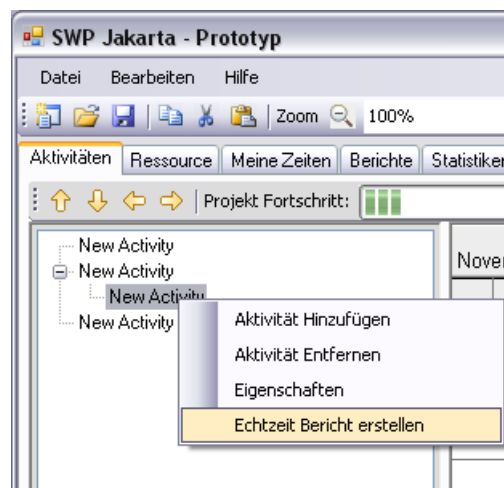 SWP Jakarta - Prototyp
Datei Bearbeiten Hilfe
Zoom 100%
Aktivitäten Ressource Meine Zeiten Berichte
Projekt Fortschritt:
New Activity
New Activity
New Activity
New Activity
Aktivität Hinzufügen
Aktivität Entfernen
Eigenschaften
Echtzeit Bericht erstellen